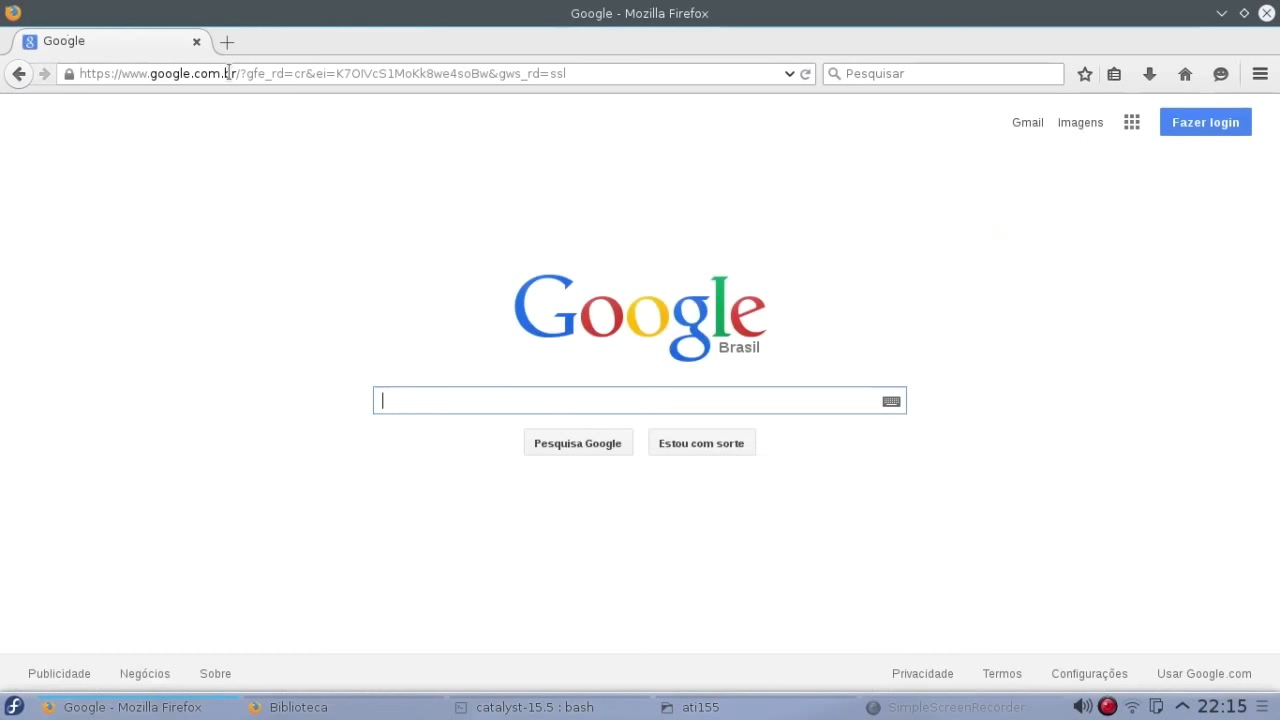 Google - Mozilla Firefox
Google
https://www.google.com.br/?gfe_rd=cr&ei=K7OIVcS1MoKk8we4soBw&gws_rd=ssl
Pesquisar
Gmail
Imagens
Fazer login
Google
Brasil
Pesquisa Google
Estou com sorte
Publicidade
Negócios
Sobre
Privacidade
Termos
Configurações
Usar Google.com
Google - Mozilla Firefox
Biblioteca
catalyst-15.5 : bash
ati155
SimpleScreenRecorder
22:15